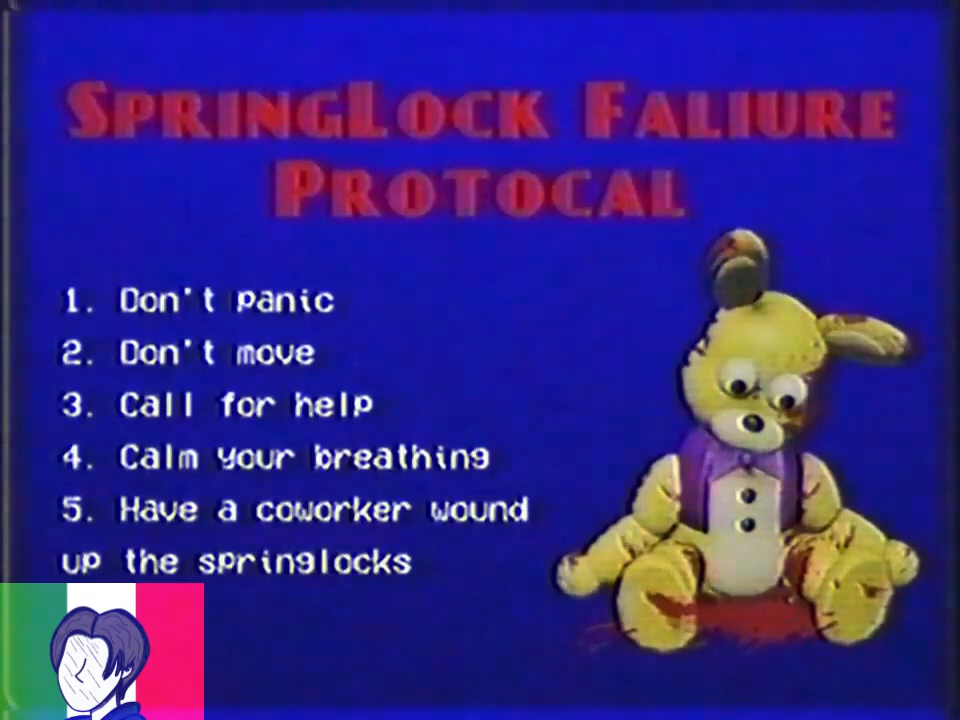 SpringLock Faliure
Protocal
1. Don't panic
2. Don't move
3. Call for help
4. Calm your breathing
5. Have a coworker wound
up the springlocks